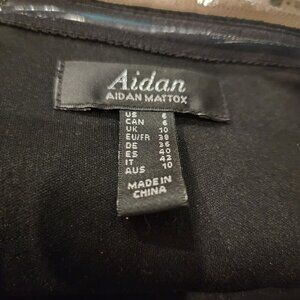 Aidan
AIDAN MATTOX
US 6
CAN 6
UK 10
EU/FR 38
DE 36
ES 40
IT 42
AUS 10
MADE IN
CHINA